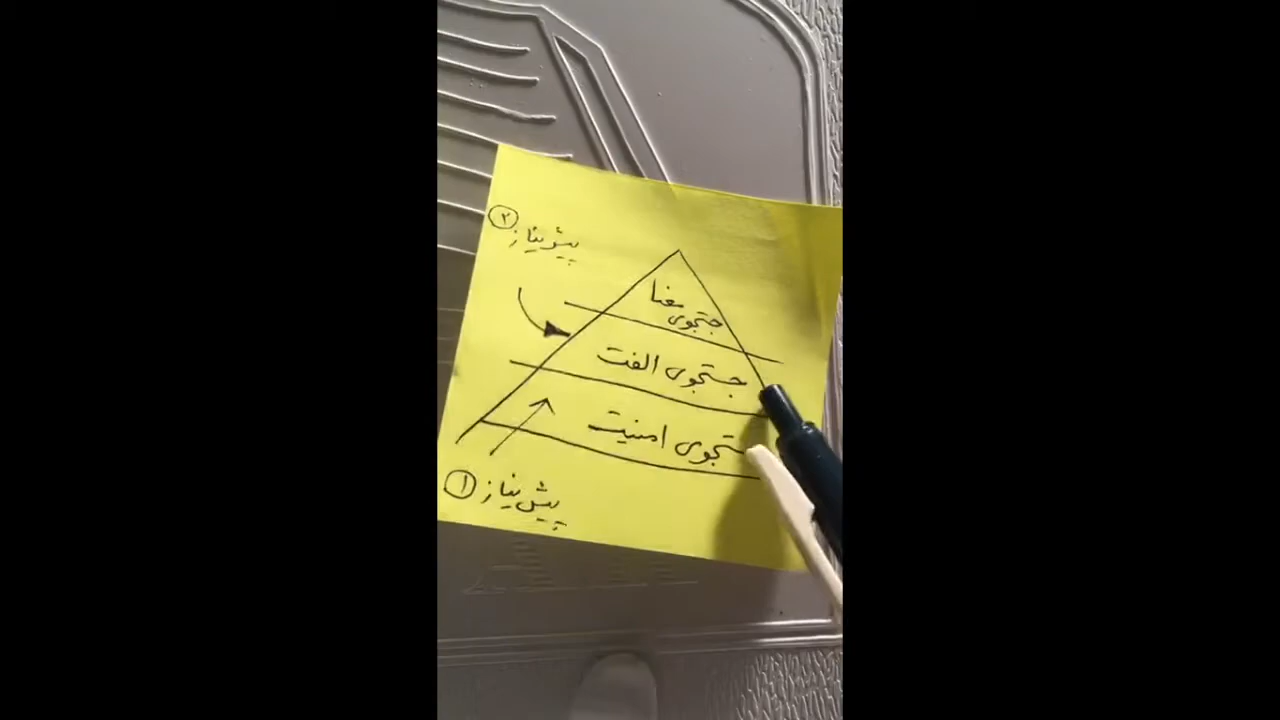 پیش نیاز ۲
معنا
جستجوی
جستجوی الفت
جستجوی امنیت
پیش نیاز ۱